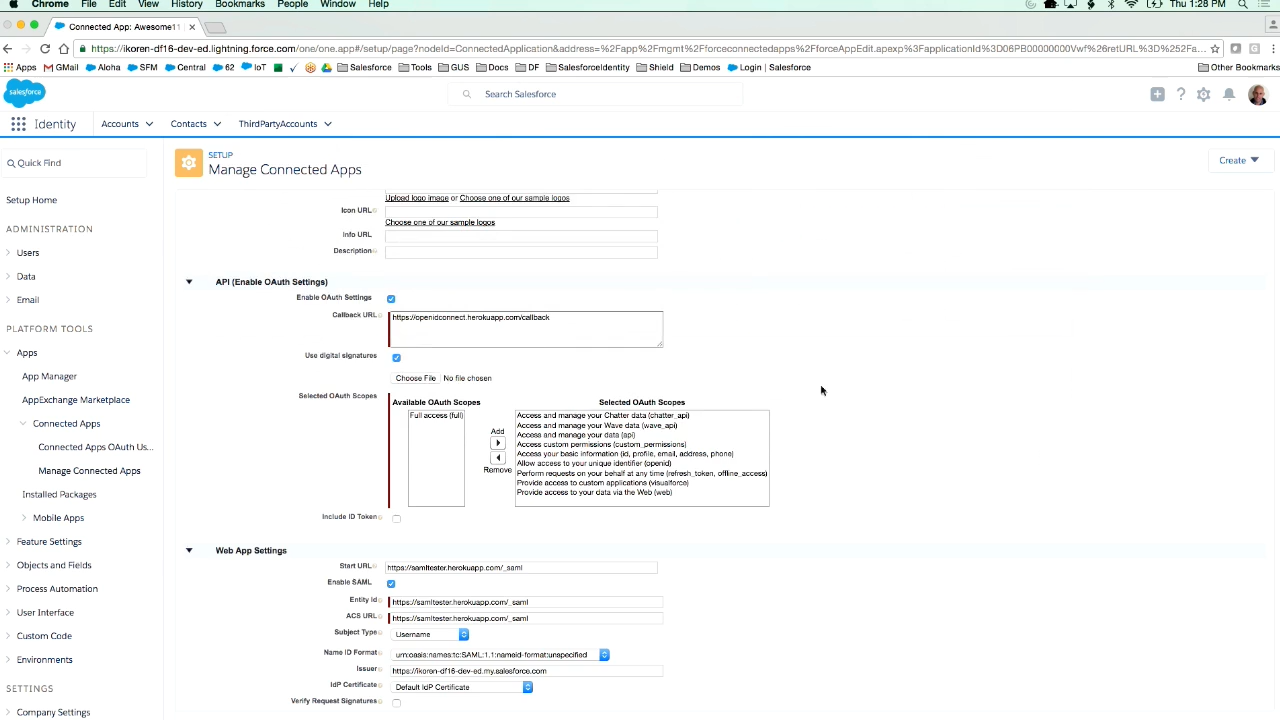 Chrome File Edit View History Bookmarks People Window Help Thu 1:28 PM
Connected App: Awesome11
https://ikoren-df16-dev-ed.lightning.force.com/one/one.app#/setup/page?nodeId=ConnectedApplication&address=%2Fapp%2Fmgmt%2Fforceconnectedapps%2FforceAppEdit.apexp%3FapplicationId%3D06PB00000000Vwf%26retURL%3D%252Fa...
Apps GMail Aloha SFM Central 62 IoT Salesforce Tools GUS Docs DF SalesforceIdentity Shield Demos Login | Salesforce Other Bookmarks
salesforce Search Salesforce
Identity Accounts Contacts ThirdPartyAccounts
Quick Find
Setup Home
ADMINISTRATION
Users
Data
Email
PLATFORM TOOLS
Apps
App Manager
AppExchange Marketplace
Connected Apps
Connected Apps OAuth Us...
Manage Connected Apps
Installed Packages
Mobile Apps
Feature Settings
Objects and Fields
Process Automation
User Interface
Custom Code
Environments
SETTINGS
Company Settings
SETUP
Manage Connected Apps
Create
Upload logo image or Choose one of our sample logos
Icon URL
Choose one of our sample logos
Info URL
Description
API (Enable OAuth Settings)
Enable OAuth Settings
Callback URL https://openidconnect.herokuapp.com/callback
Use digital signatures
Choose File No file chosen
Selected OAuth Scopes
Available OAuth Scopes
Full access (full)
Add
Remove
Selected OAuth Scopes
Access and manage your Chatter data (chatter_api)
Access and manage your Wave data (wave_api)
Access and manage your data (api)
Access custom permissions (custom_permissions)
Access your basic information (id, profile, email, address, phone)
Allow access to your unique identifier (openid)
Perform requests on your behalf at any time (refresh_token, offline_access)
Provide access to custom applications (visualforce)
Provide access to your data via the Web (web)
Include ID Token
Web App Settings
Start URL https://samltester.herokuapp.com/_saml
Enable SAML
Entity Id https://samltester.herokuapp.com/_saml
ACS URL https://samltester.herokuapp.com/_saml
Subject Type Username
Name ID Format urn:oasis:names:tc:SAML:1.1:nameid-format:unspecified
Issuer https://ikoren-df16-dev-ed.my.salesforce.com
IdP Certificate Default IdP Certificate
Verify Request Signatures